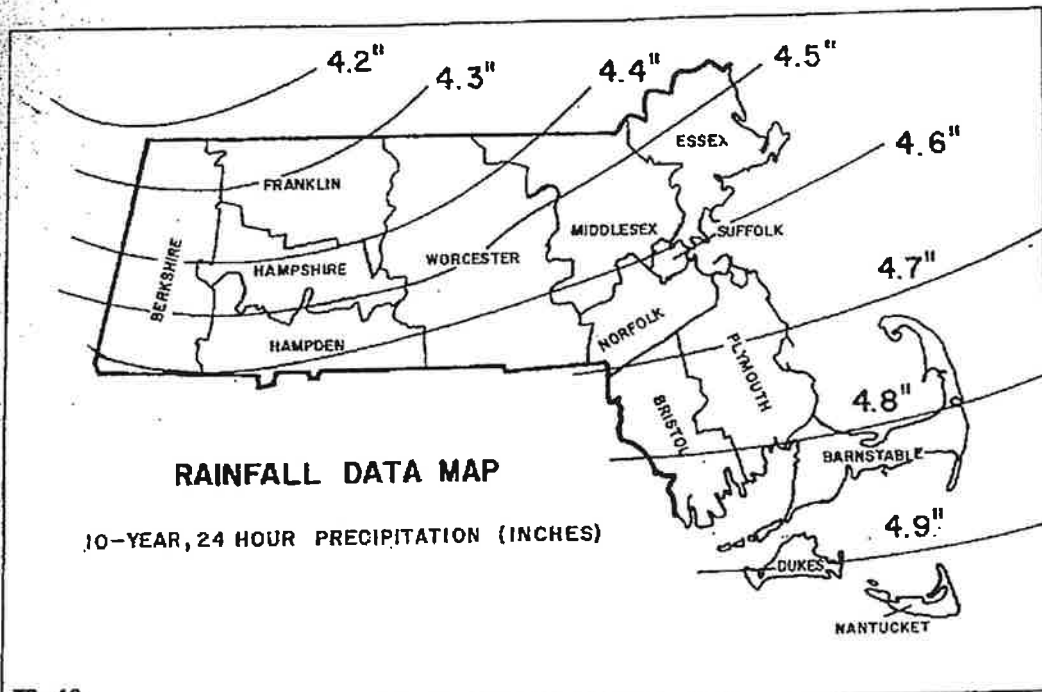 4.2"
4.3"
4.4"
4.5"
4.6"
4.7"
4.8"
4.9"
ESSEX
FRANKLIN
MIDDLESEX
SUFFOLK
BERKSHIRE
HAMPSHIRE
WORCESTER
HAMPDEN
NORFOLK
PLYMOUTH
BRISTOL
BARNSTABLE
DUKES
NANTUCKET
RAINFALL DATA MAP
10-YEAR, 24 HOUR PRECIPITATION (INCHES)